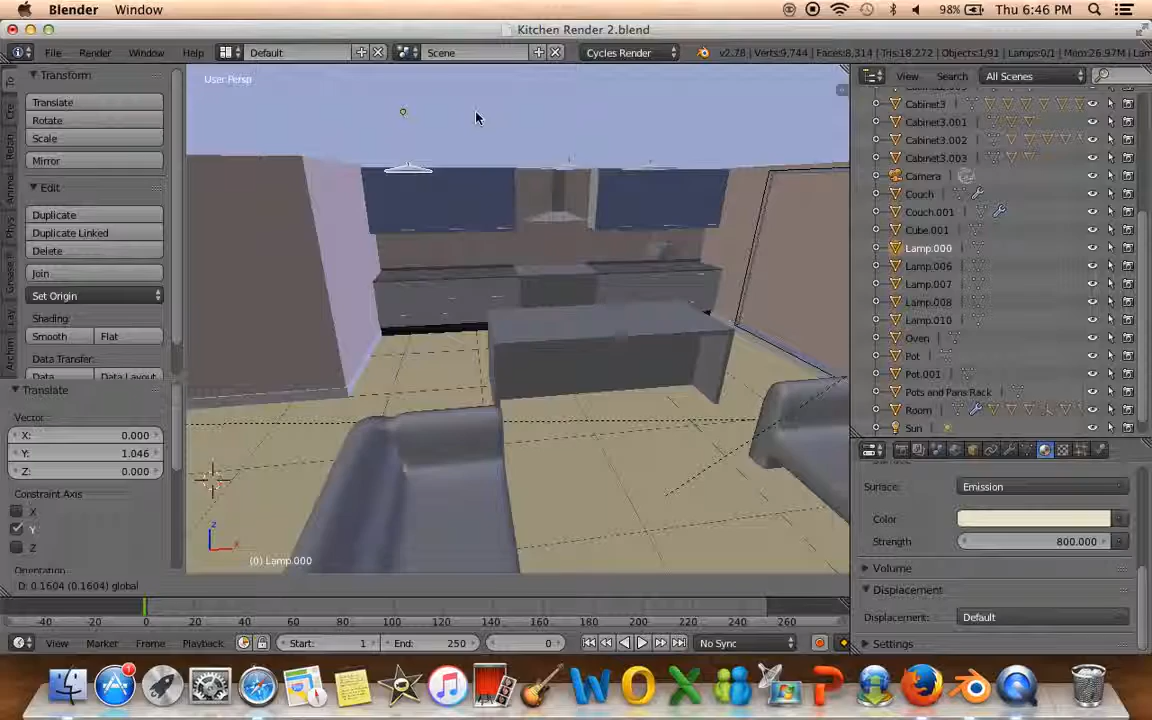 Blender Window 98% Thu 6:46 PM
Kitchen Render 2.blend
File Render Window Help Default Scene Cycles Render v2.78 | Verts:9,744 | Faces:8,314 | Tris:18,272 | Objects:1/91 | Lamps:0/1 | Mem:26.97M
Transform
Translate
Rotate
Scale
Mirror
Edit
Duplicate
Duplicate Linked
Delete
Join
Set Origin
Shading:
Smooth Flat
Data Transfer:
Data Data Layout
Translate
Vector
X: 0.000
Y: 1.046
Z: 0.000
Constraint Axis
X
Y
Z
Orientation
User Persp
(0) Lamp.000
D: 0.1604 (0.1604) global
View Search All Scenes
Cabinet3
Cabinet3.001
Cabinet3.002
Cabinet3.003
Camera
Couch
Couch.001
Cube.001
Lamp.000
Lamp.006
Lamp.007
Lamp.008
Lamp.010
Oven
Pot
Pot.001
Pots and Pans Rack
Room
Sun
Surface: Emission
Color
Strength 800.000
Volume
Displacement
Displacement: Default
Settings
-40 -20 0 20 40 60 80 100 120 140 160 180 200 220 240 260
View Marker Frame Playback Start: 1 End: 250 0 No Sync